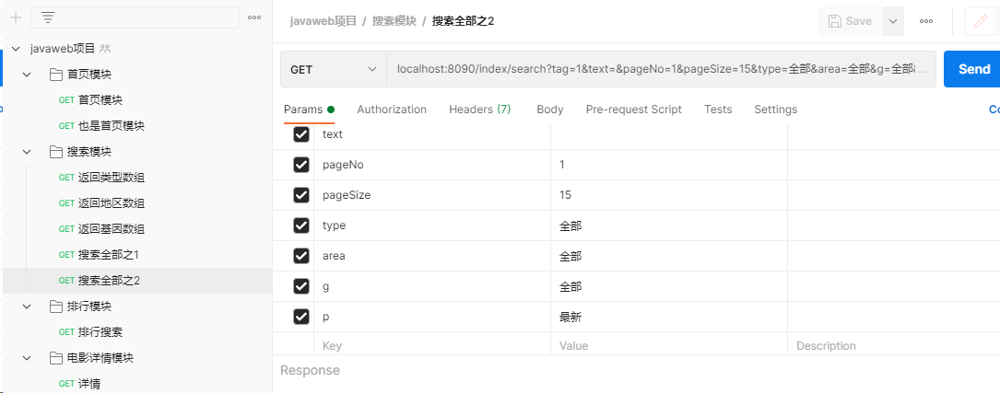 javaweb项目
首页模块
GET 首页模块
GET 也是首页模块
搜索模块
GET 返回类型数组
GET 返回地区数组
GET 返回基因数组
GET 搜索全部之1
GET 搜索全部之2
排行模块
GET 排行搜索
电影详情模块
GET 详情
javaweb项目 / 搜索模块 / 搜索全部之2
Save
GET
localhost:8090/index/search?tag=1&text=&pageNo=1&pageSize=15&type=全部&area=全部&g=全部&...
Send
Params Authorization Headers (7) Body Pre-request Script Tests Settings Co
text
pageNo 1
pageSize 15
type 全部
area 全部
g 全部
p 最新
Key Value Description
Response